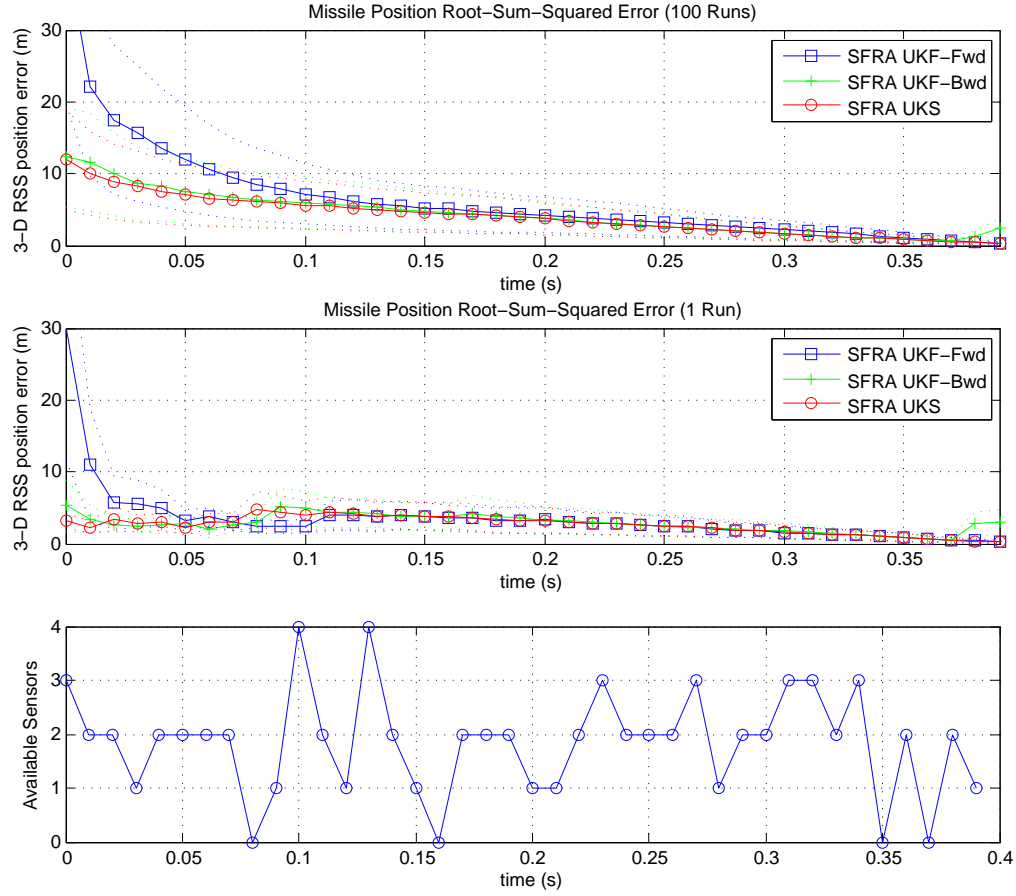 Missile Position Root−Sum−Squared Error (100 Runs)
3−D RSS position error (m)
30
20
10
0
SFRA UKF−Fwd
SFRA UKF−Bwd
SFRA UKS
0 0.05 0.1 0.15 0.2 0.25 0.3 0.35
time (s)
Missile Position Root−Sum−Squared Error (1 Run)
3−D RSS position error (m)
30
20
10
0
SFRA UKF−Fwd
SFRA UKF−Bwd
SFRA UKS
0 0.05 0.1 0.15 0.2 0.25 0.3 0.35
time (s)
Available Sensors
4
3
2
1
0
0 0.05 0.1 0.15 0.2 0.25 0.3 0.35 0.4
time (s)